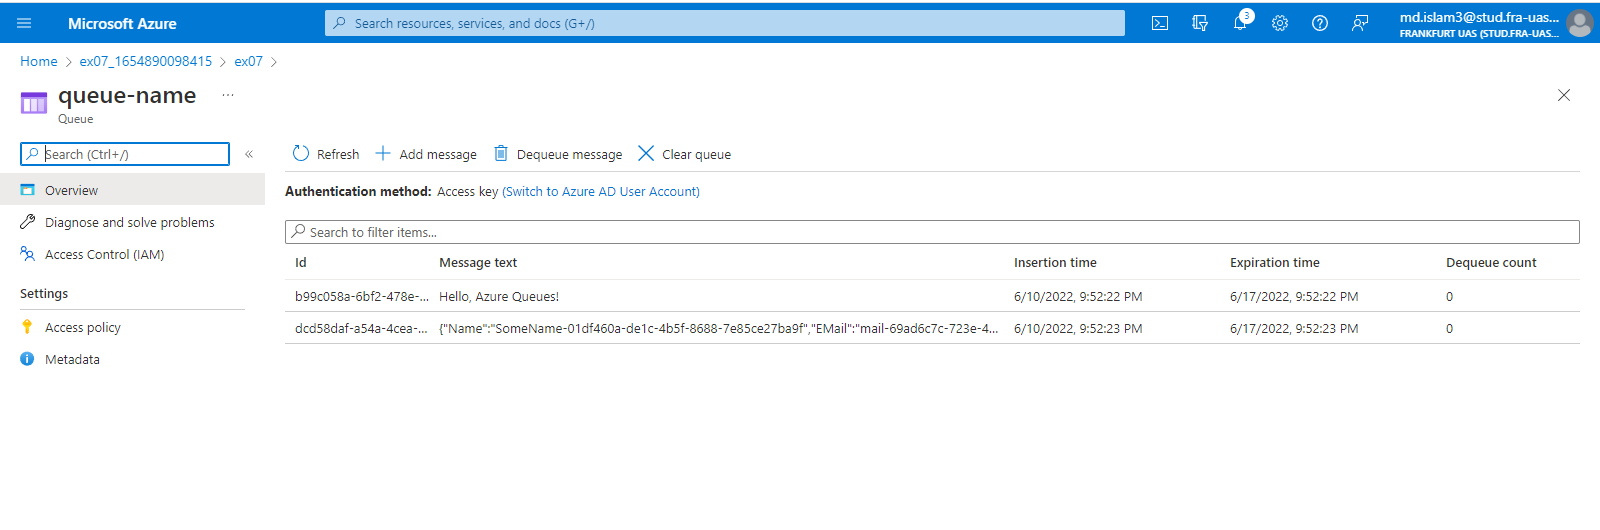 Microsoft Azure
Search resources, services, and docs (G+/)
3
md.islam3@stud.fra-uas...
FRANKFURT UAS (STUD.FRA-UAS...
Home > ex07_1654890098415 > ex07 >
queue-name ...
Queue
Search (Ctrl+/) «
Refresh Add message Dequeue message Clear queue
Overview
Authentication method: Access key (Switch to Azure AD User Account)
Diagnose and solve problems
Search to filter items...
Access Control (IAM)
Id Message text Insertion time Expiration time Dequeue count
Settings
b99c058a-6bf2-478e-... Hello, Azure Queues! 6/10/2022, 9:52:22 PM 6/17/2022, 9:52:22 PM 0
Access policy
dcd58daf-a54a-4cea-... {"Name":"SomeName-01df460a-de1c-4b5f-8688-7e85ce27ba9f","EMail":"mail-69ad6c7c-723e-4... 6/10/2022, 9:52:23 PM 6/17/2022, 9:52:23 PM 0
Metadata